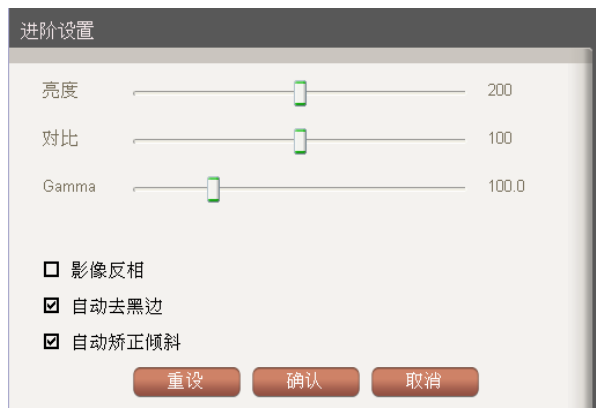 进阶设置
亮度 200
对比 100
Gamma 100.0
影像反相
自动去黑边
自动矫正倾斜
重设 确认 取消